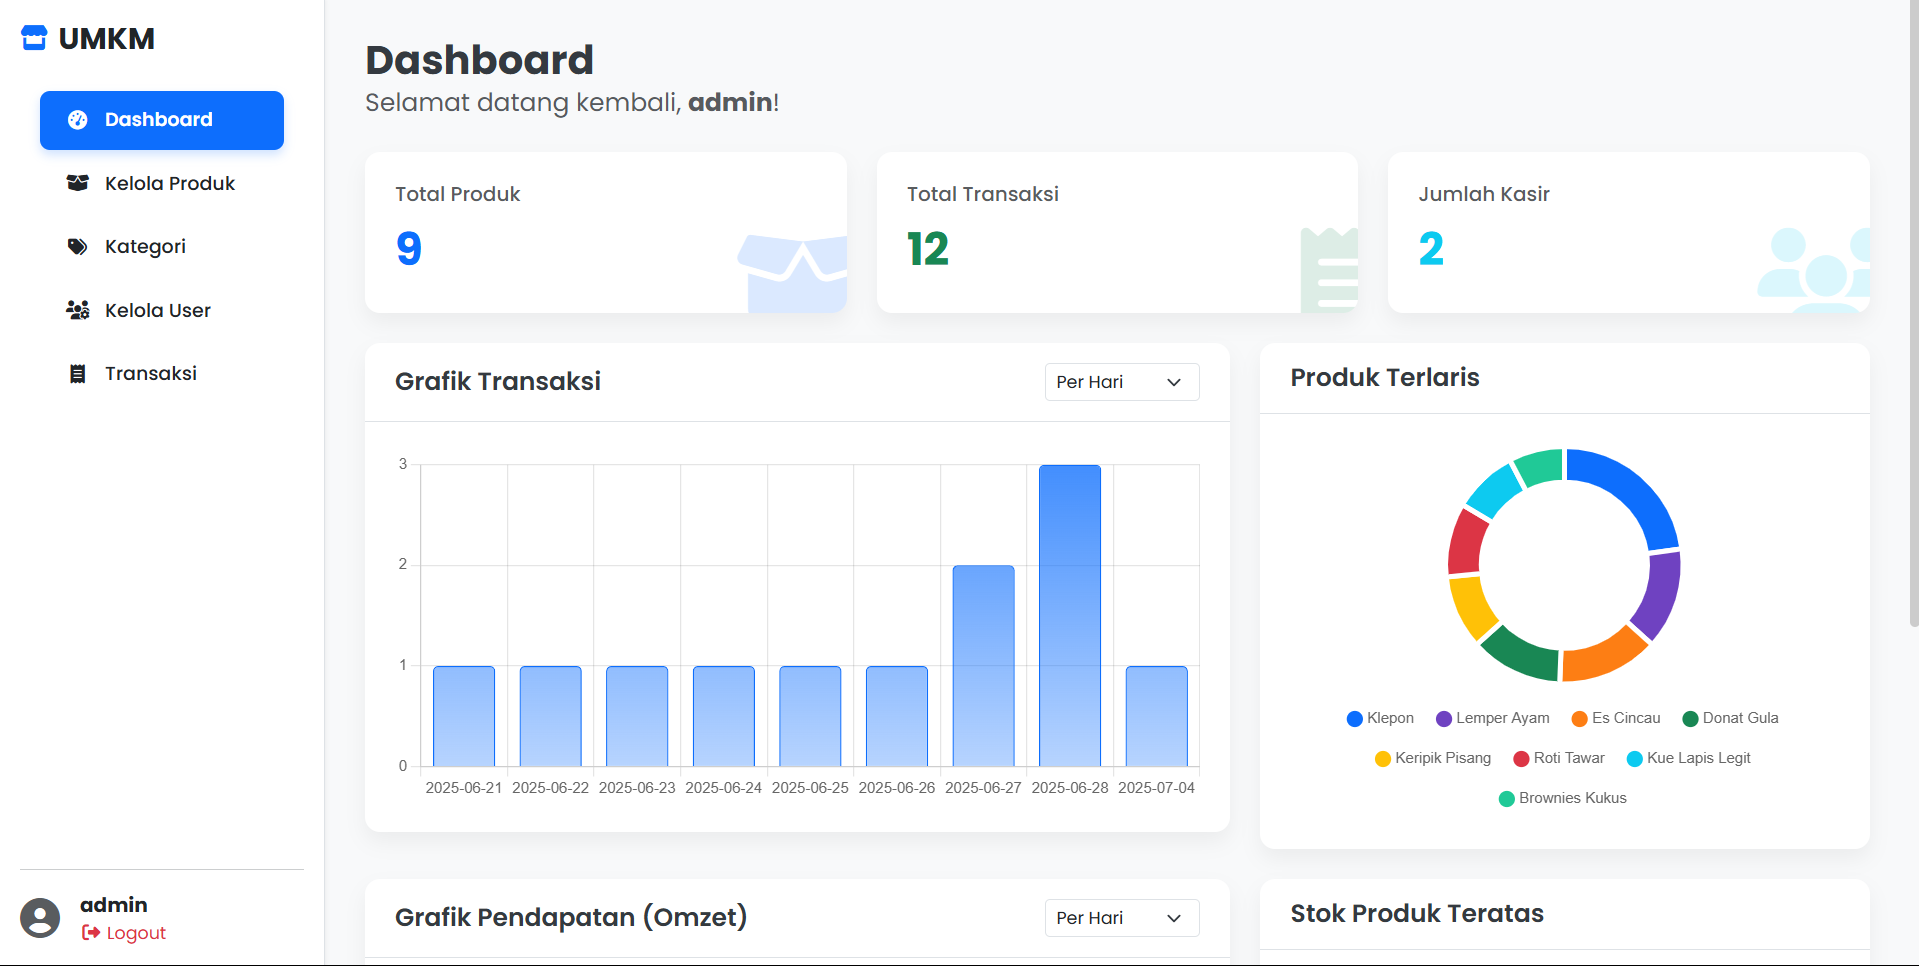 UMKM
Dashboard
Kelola Produk
Kategori
Kelola User
Transaksi
admin
Logout
Dashboard
Selamat datang kembali, admin!
Total Produk
9
Total Transaksi
12
Jumlah Kasir
2
Grafik Transaksi
Per Hari
3
2
1
0
2025-06-21 2025-06-22 2025-06-23 2025-06-24 2025-06-25 2025-06-26 2025-06-27 2025-06-28 2025-07-04
Produk Terlaris
Klepon Lemper Ayam Es Cincau Donat Gula
Keripik Pisang Roti Tawar Kue Lapis Legit
Brownies Kukus
Grafik Pendapatan (Omzet)
Per Hari
Stok Produk Teratas